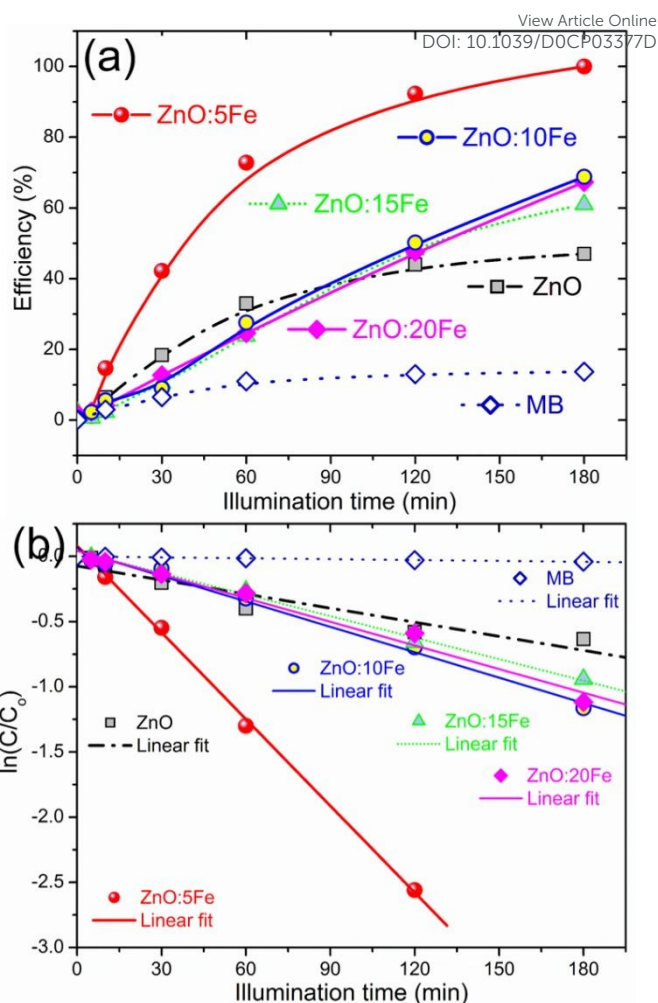 View Article Online
DOI: 10.1039/D0CP03377D
(a)
100
80
60
40
20
0
Efficiency (%)
ZnO:5Fe
ZnO:10Fe
ZnO:15Fe
ZnO
ZnO:20Fe
MB
0 30 60 90 120 150 180
Illumination time (min)
(b)
0.0
-0.5
-1.0
-1.5
-2.0
-2.5
-3.0
ln(C/Co)
MB
Linear fit
ZnO:10Fe
Linear fit
ZnO
Linear fit
ZnO:15Fe
Linear fit
ZnO:20Fe
Linear fit
ZnO:5Fe
Linear fit
0 30 60 90 120 150 180
Illumination time (min)